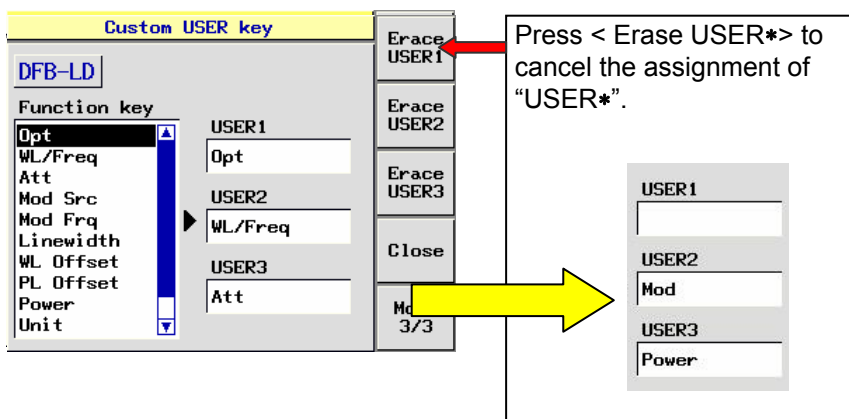 Custom USER key
DFB-LD
Function key
Opt
WL/Freq
Att
Mod Src
Mod Frq
Linewidth
WL Offset
PL Offset
Power
Unit
USER1
Opt
USER2
WL/Freq
USER3
Att
Erace
USER1
Erace
USER2
Erace
USER3
Close
3/3
Press < Erase USER∗> to
cancel the assignment of
“USER∗”.
USER1
USER2
Mod
USER3
Power